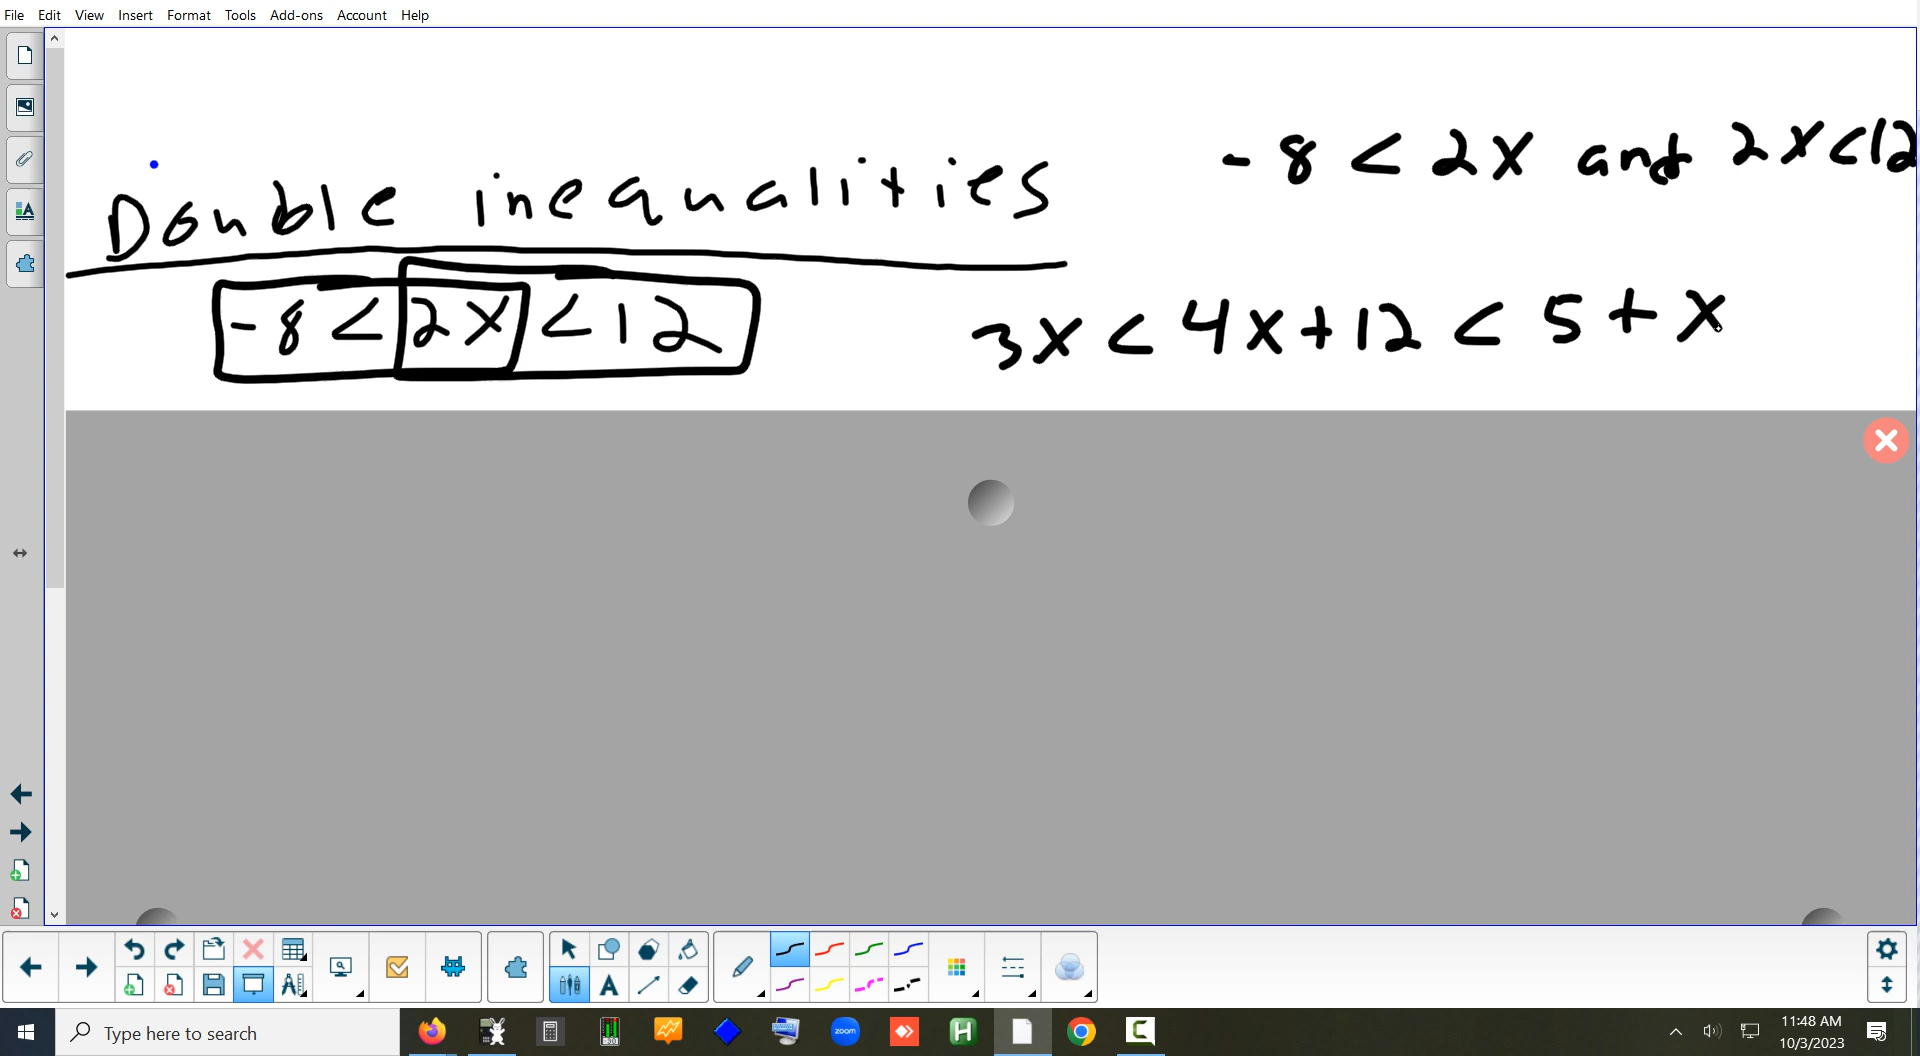 File Edit View Insert Format Tools Add-ons Account Help
-8 < 2x and 2x<12
Double inequalities
-8 < 2x < 12
3x < 4x+12 < 5+x
A
A
zoom
H
C
Type here to search
11:48 AM
10/3/2023